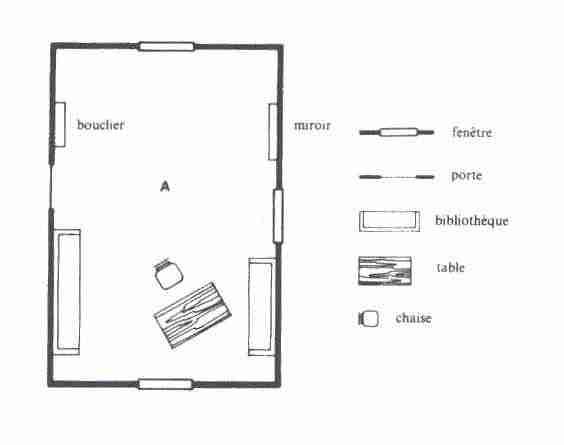 bouclier
miroir
A
fenêtre
porte
bibliothèque
table
chaise